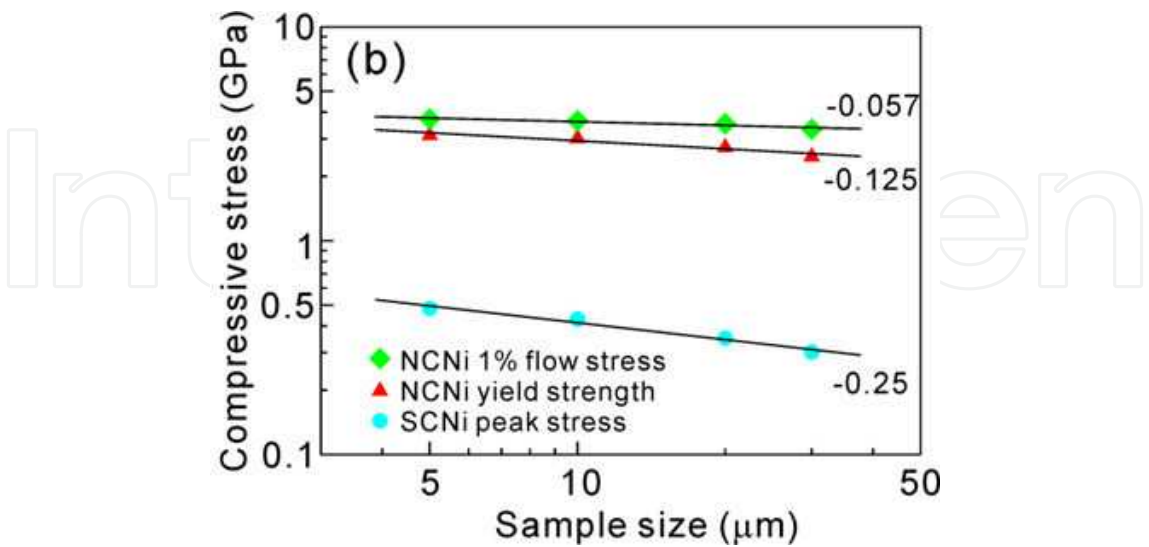 (b)
Compressive stress (GPa)
10
5
1
0.5
0.1
-0.057
-0.125
-0.25
NCNi 1% flow stress
NCNi yield strength
SCNi peak stress
5
10
50
Sample size (μm)
Inten